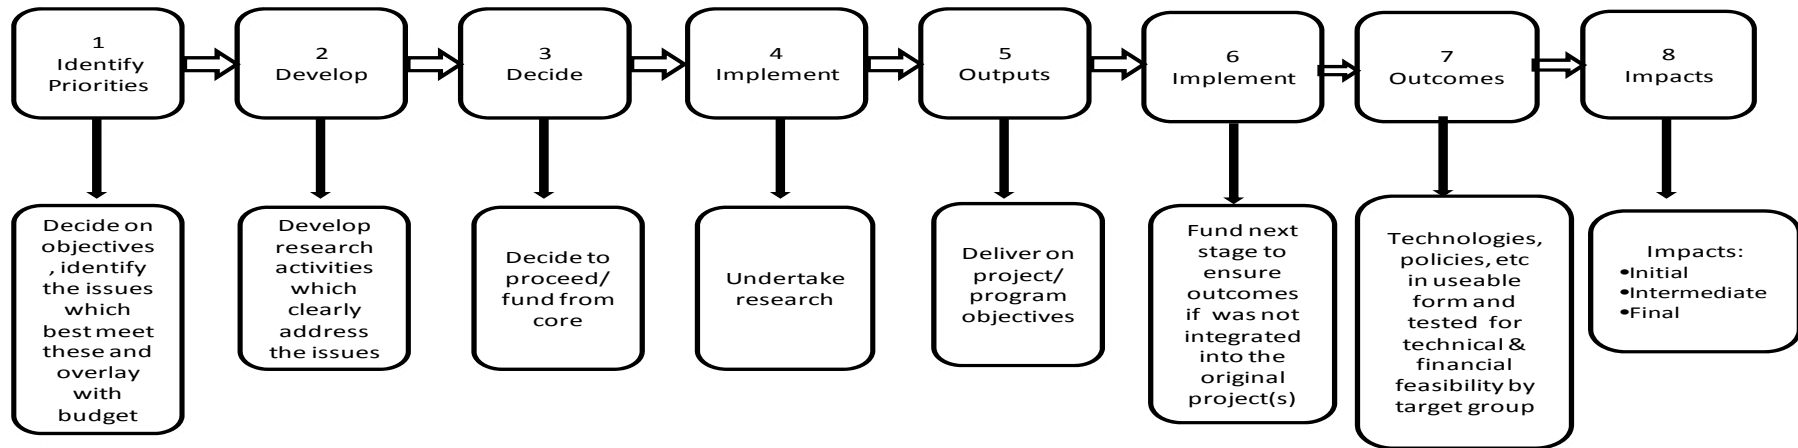 1
Identify
Priorities
2
Develop
3
Decide
4
Implement
5
Outputs
6
Implement
7
Outcomes
8
Impacts
Decide on
objectives
, identify
the issues
which
best meet
these and
overlay
with
budget
Develop
research
activities
which
clearly
address
the issues
Decide to
proceed/
fund from
core
Undertake
research
Deliver on
project/
program
objectives
Fund next
stage to
ensure
outcomes
if was not
integrated
into the
original
project(s)
Technologies,
policies, etc
in useable
form and
tested for
technical &
financial
feasibility by
target group
Impacts:
•Initial
•Intermediate
•Final